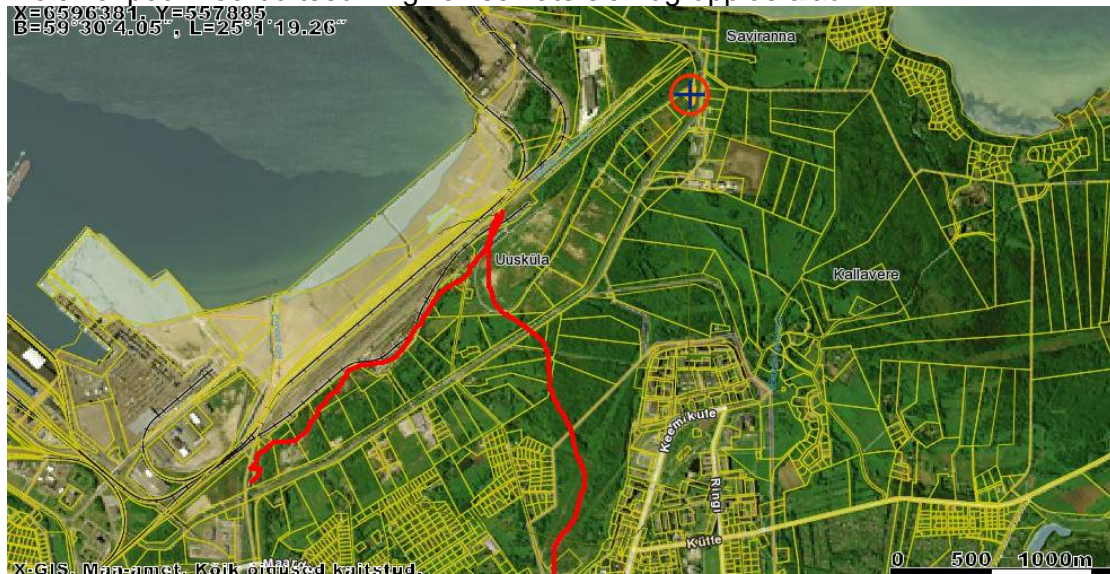 X=6596381, Y=557885
B=59°30'4.05", L=25°1'19.26"
Saviranna
Uusküla
Kallavere
Keemikute
Ringi
Kütte
Maardu
0 500 1000m
X-GIS. Maa-amet. Kõik õigused kaitstud.